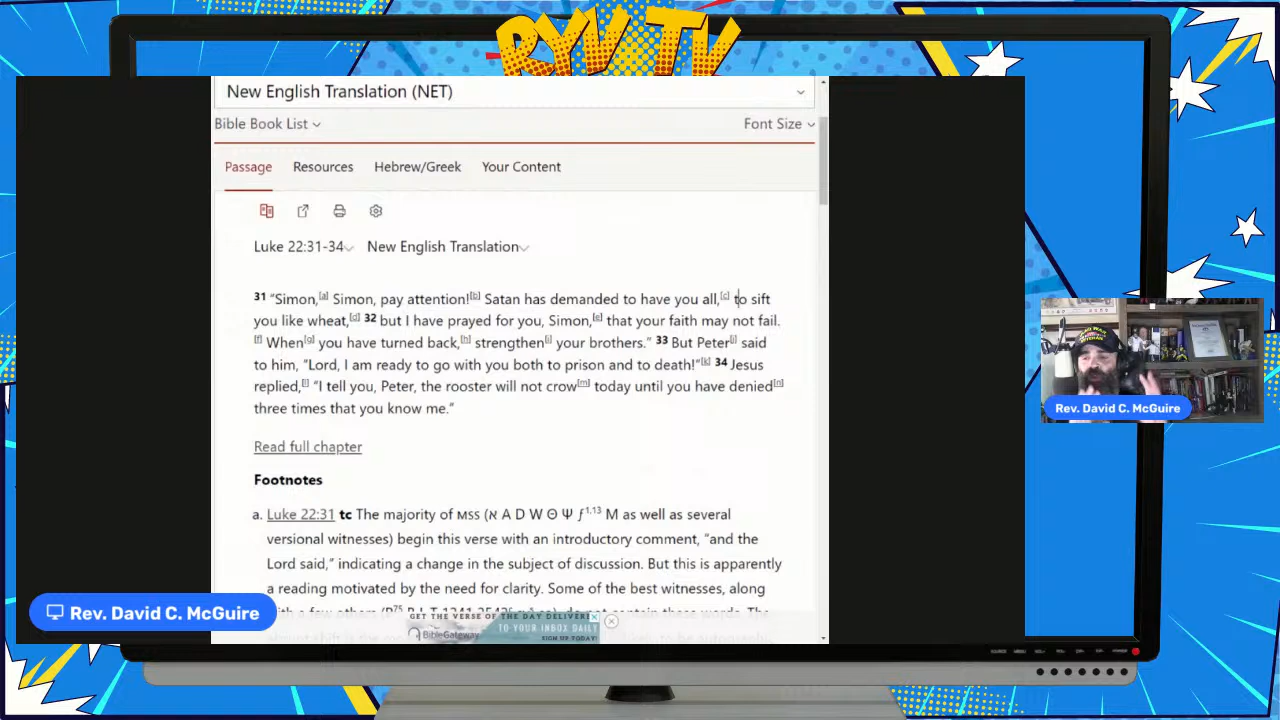 RYV TV
New English Translation (NET)
Bible Book List
Font Size
Passage Resources Hebrew/Greek Your Content
Luke 22:31-34 New English Translation
31 “Simon,[a] Simon, pay attention![b] Satan has demanded to have you all,[c] to sift
you like wheat,[d] 32 but I have prayed for you, Simon,[e] that your faith may not fail.
[f] When[g] you have turned back,[h] strengthen[i] your brothers.” 33 But Peter[j] said
to him, “Lord, I am ready to go with you both to prison and to death!”[k] 34 Jesus
replied,[l] “I tell you, Peter, the rooster will not crow[m] today until you have denied[n]
three times that you know me.”
Read full chapter
Footnotes
a. Luke 22:31 tc The majority of MSS (א A D W Θ Ψ ƒ1,13 M as well as several
versional witnesses) begin this verse with an introductory comment, “and the
Lord said,” indicating a change in the subject of discussion. But this is apparently
a reading motivated by the need for clarity. Some of the best witnesses, along
GET THE VERSE OF THE DAY DELIVERED
TO YOUR INBOX DAILY
BibleGateway
SIGN UP TODAY!
Rev. David C. McGuire
Rev. David C. McGuire